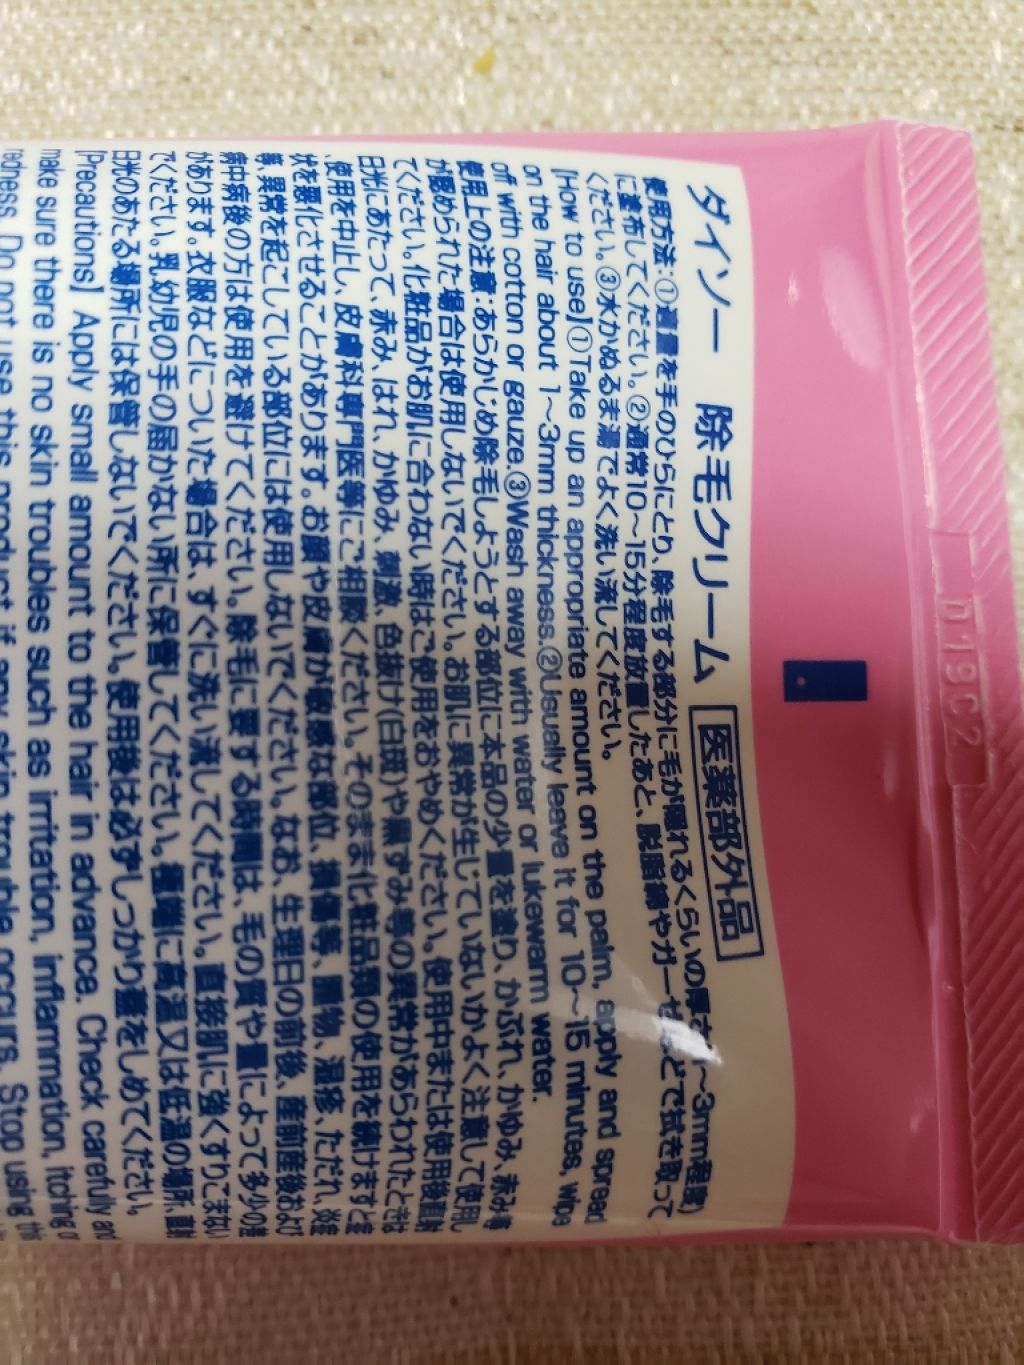 ダイソー 除毛クリーム 医薬部外品
使用方法:①適量を手のひらにとり、除毛する部分に毛が隠れるくらいの厚さ
に塗布してください。②通常10〜15分程度放置したあと、脱脂綿やガー
ください。③水かぬるま湯でよく洗い流してください。
[How to use]①Take up an appropriate amount on the palm, apply and spread
on the hair about 1〜3mm thickness.②Usually leeve it for 10〜15 minutes, wipe
off with cotton or gauze.③Wash away with water or lukewarm water.
使用上の注意:あらかじめ除毛しようとする部位に本品の少量を塗り、かぶれ、かゆみ、赤み等
が認められた場合は使用しないでください。お肌に異常が生じていないかよく注意して使用し
てください。化粧品がお肌に合わない時はご使用をおやめください。使用中または使用後直射
日光にあたって、赤み、はれ、かゆみ、刺激、色抜け(白斑)や黒ずみ等の異常があらわれたときは
、使用を中止し、皮膚科専門医等にご相談ください。そのまま化粧品類の使用を続けますと症
状を悪化させることがあります。お顔や皮膚が敏感な部位、損傷等、腫物、湿疹、ただれ、炎症
等、異常を起こしている部位には使用しないでください。なお、生理日の前後、産前産後および
病中病後の方は使用を避けてください。除毛に要する時間は、毛の質や量によって多少の差
があります。衣服などについた場合は、すぐに洗い流してください。直接肌に強くすりこまない
でください。乳幼児の手の届かない所に保管してください。極端に高温又は低温の場所、直射
日光のあたる場所には保管しないでください。使用後は必ずしっかり蓋をしめてください。
[Precautions] Apply small amount to the hair in advance. Check carefully and
make sure there is no skin troubles such as irritation, inflammation, itching or
redness. Do not use this product if any skin trouble occurs. Stop using